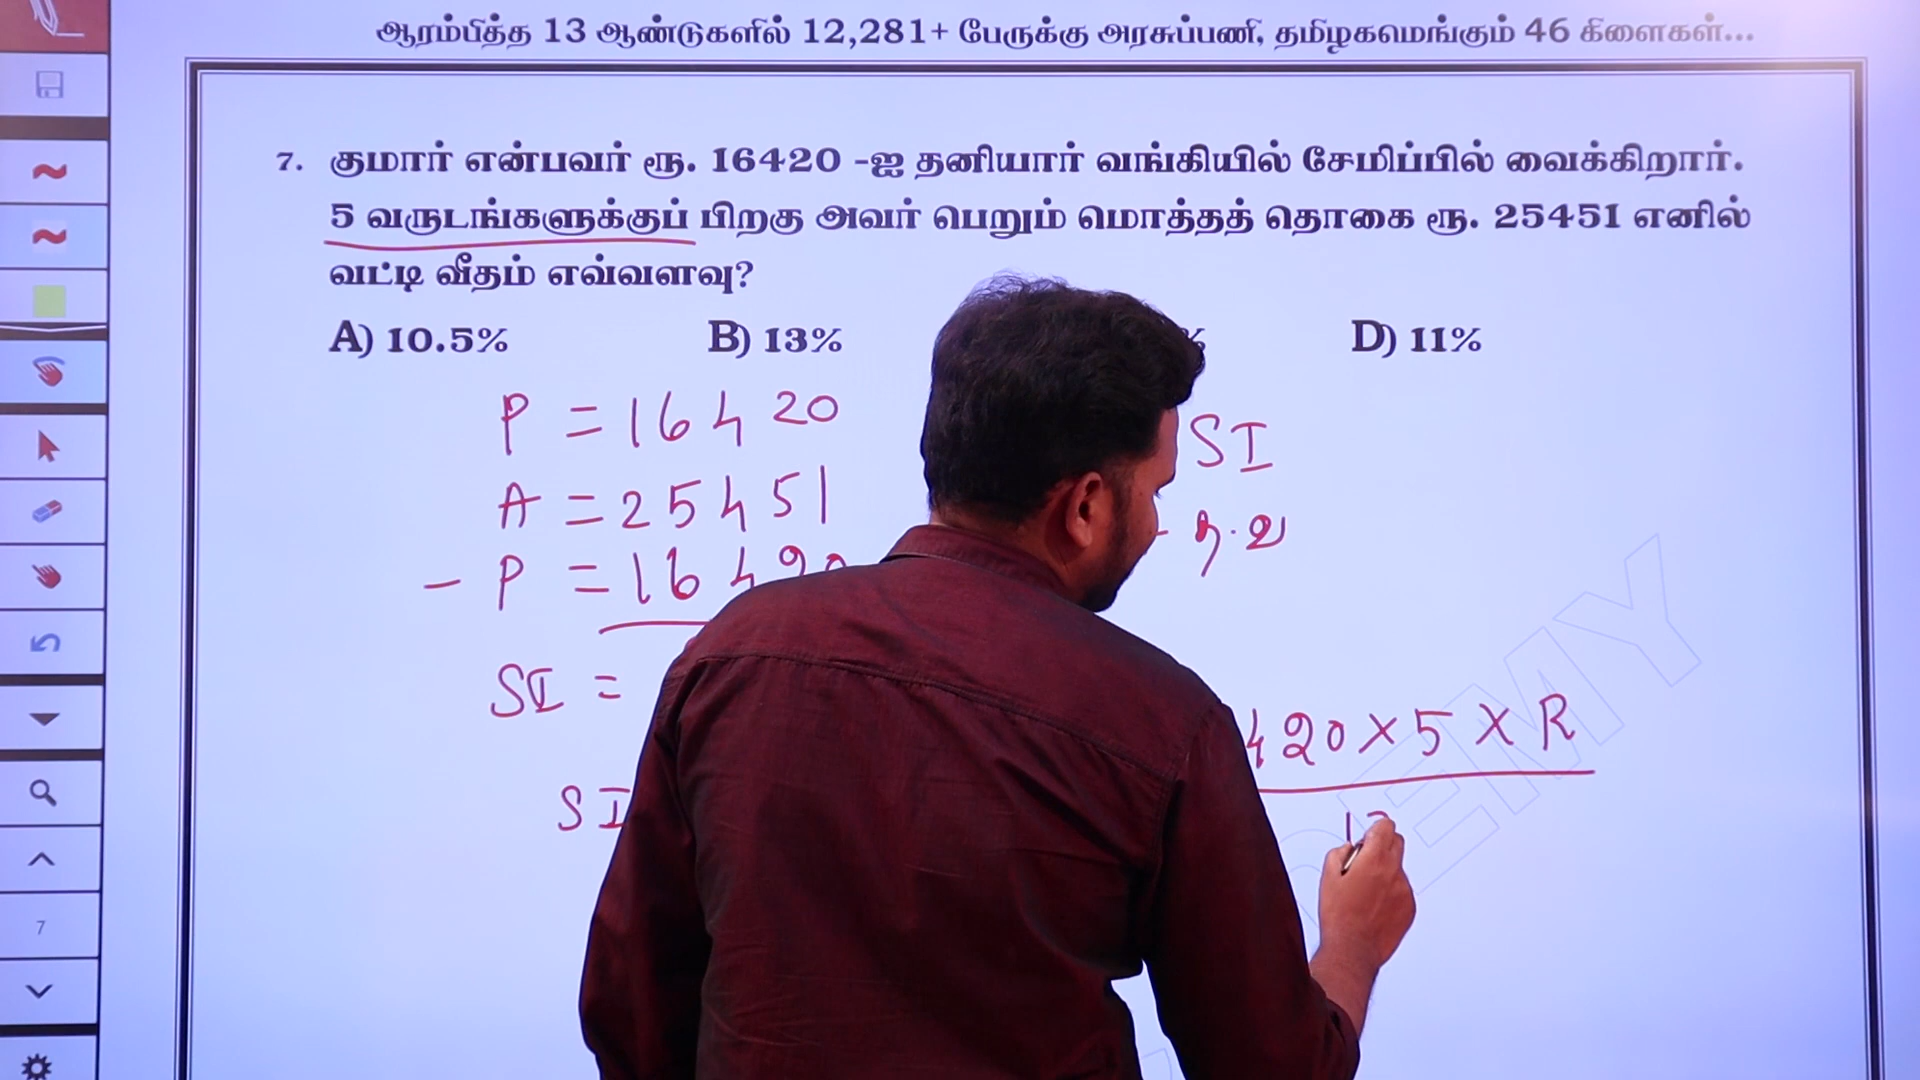 ஆரம்பித்த 13 ஆண்டுகளில் 12,281+ பேருக்கு அரசுப்பணி, தமிழகமெங்கும் 46 கிளைகள்...
7. குமார் என்பவர் ரூ. 16420 -ஐ தனியார் வங்கியில் சேமிப்பில் வைக்கிறார்.
5 வருடங்களுக்குப் பிறகு அவர் பெறும் மொத்தத் தொகை ரூ. 25451 எனில்
வட்டி வீதம் எவ்வளவு?
A) 10.5% B) 13% % D) 11%
P = 16420
SI
A = 25451
- த.வ
- P = 16420
SI =
420 × 5 × R
SI
7